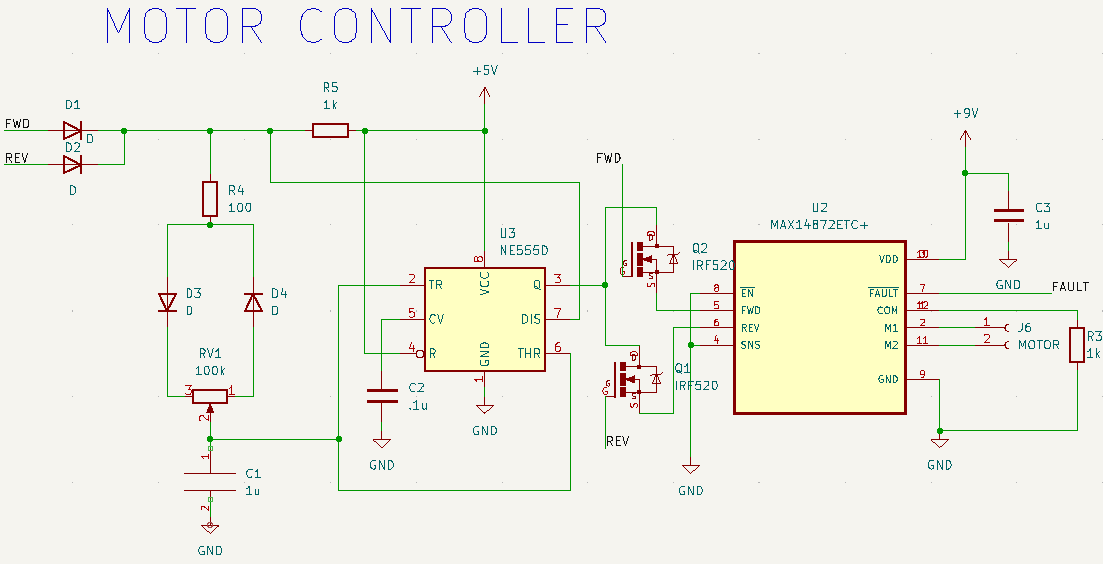 MOTOR CONTROLLER
+5V
R5
1k
D1
FWD
D
D2
REV
D
+9V
FWD
R4
100
C3
1u
U2
MAX14872ETC+
U3
NE555D
Q2
IRF520
D
G
S
8
VCC
2
TR
Q
3
5
CV
DIS
7
4
R
THR
6
GND
1
VDD
GND
8
EN
FAULT
7
FAULT
5
FWD
COM
12
6
REV
M1
2
1
J6
4
SNS
M2
11
2
MOTOR
R3
1k
GND
9
D3
D
D4
D
RV1
100k
3
1
2
C2
.1u
GND
GND
Q1
IRF520
D
G
S
REV
GND
GND
1
C1
1u
2
GND